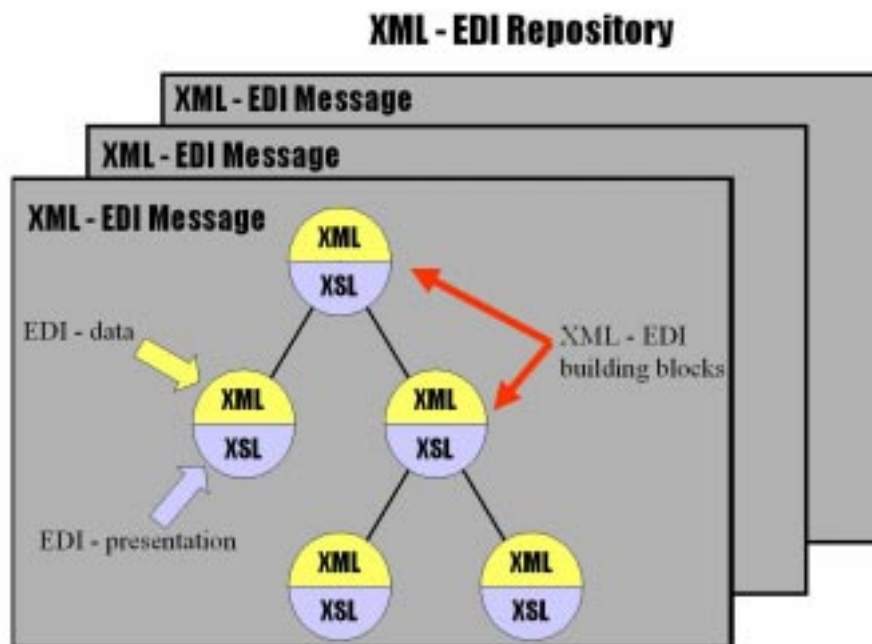 XML - EDI Repository
XML - EDI Message
XML - EDI Message
XML - EDI Message
XML
XSL
EDI - data
XML - EDI
building blocks
XML
XSL
XML
XSL
EDI - presentation
XML
XSL
XML
XSL